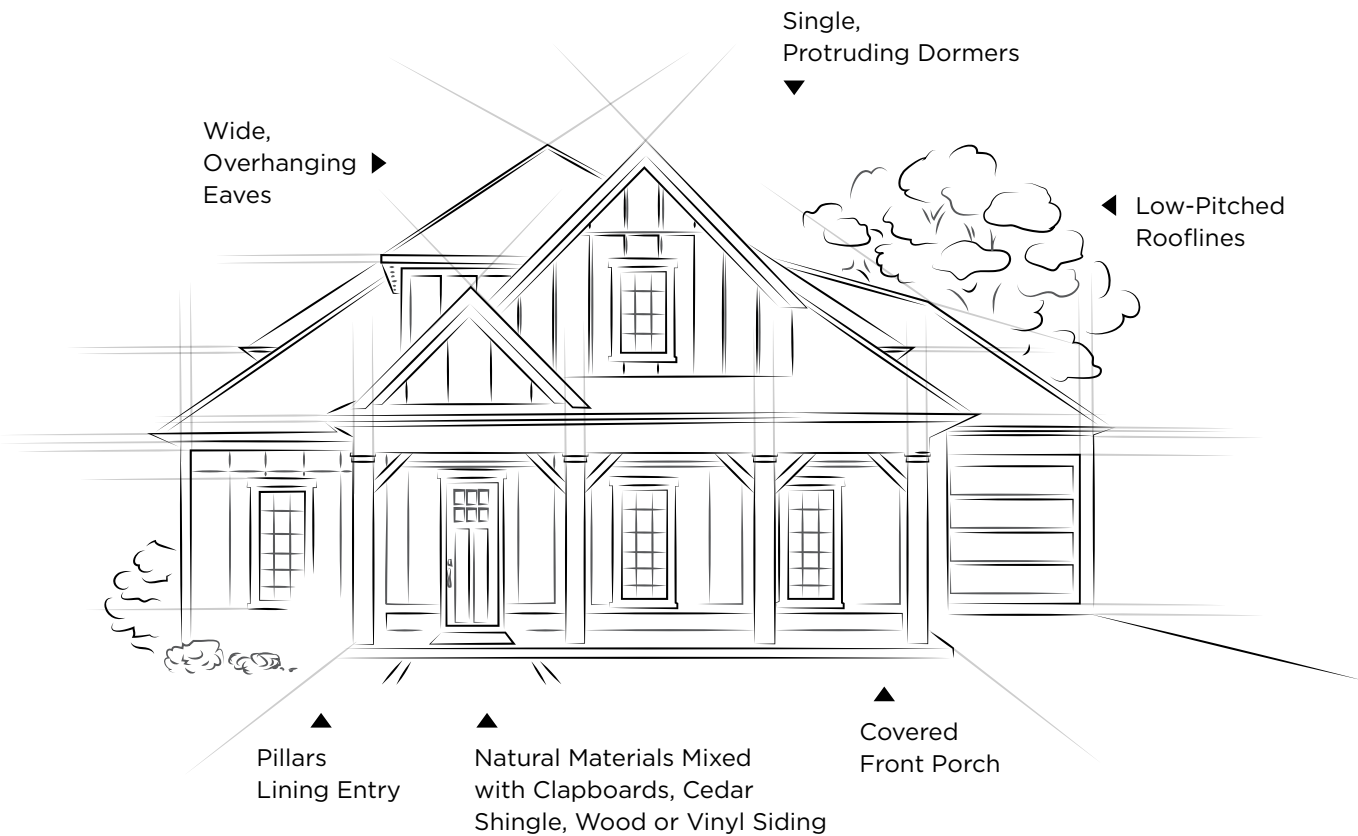 Single,
Protruding Dormers
Wide,
Overhanging
Eaves
Low-Pitched
Rooflines
Pillars
Lining Entry
Natural Materials Mixed
with Clapboards, Cedar
Shingle, Wood or Vinyl Siding
Covered
Front Porch